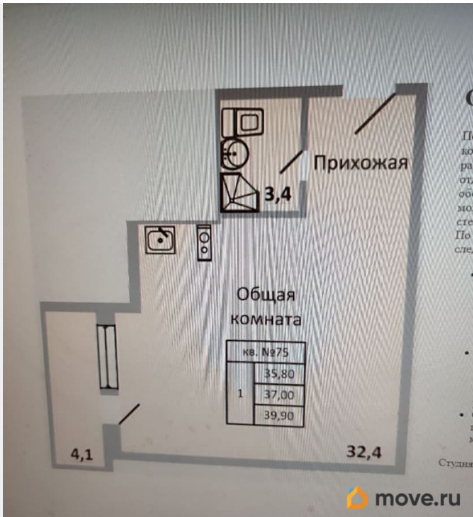 Прихожая
3,4
Общая
комната
кв. №75
35,80
1
37,00
39,90
4,1
32,4
Студия
move.ru